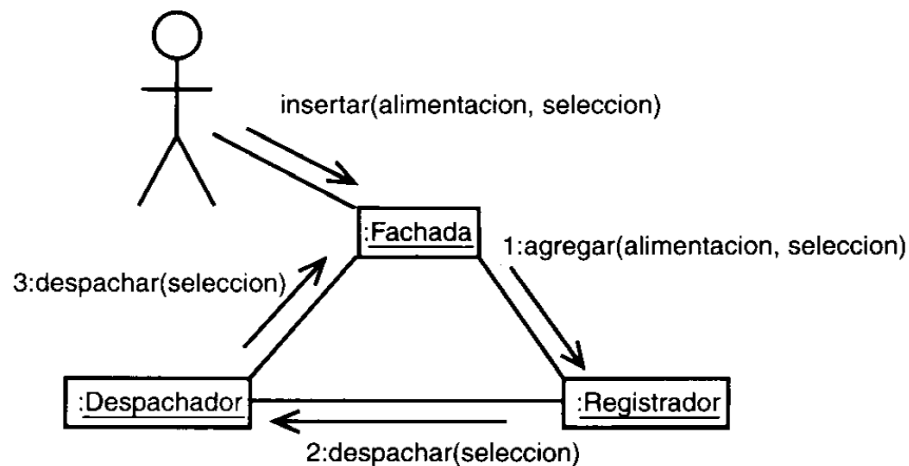 insertar(alimentacion, seleccion)
:Fachada
1:agregar(alimentacion, seleccion)
3:despachar(seleccion)
:Despachador
:Registrador
2:despachar(seleccion)